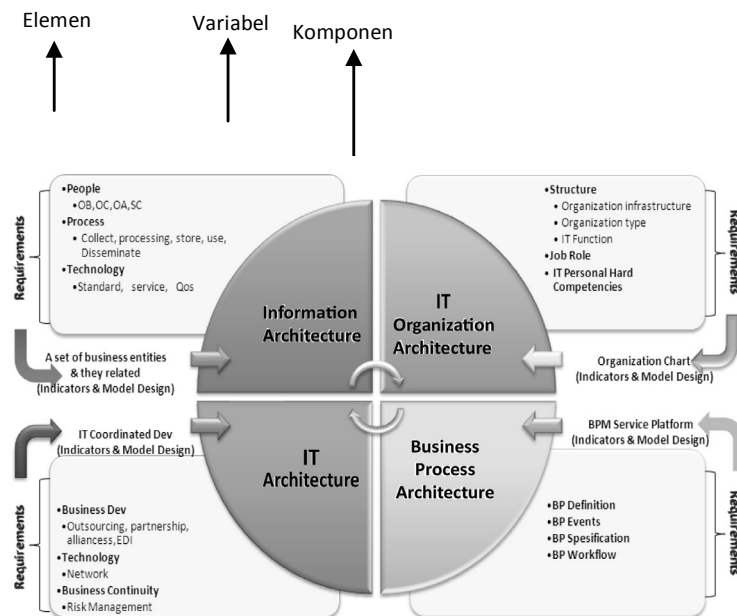 Elemen
Variabel
Komponen
Requirements
•People
•OB,OC,OA,SC
•Process
•Collect, processing, store, use,
Disseminate
•Technology
•Standard, service, Qos
•Structure
•Organization infrastructure
•Organization type
•IT Function
•Job Role
•IT Personal Hard
Competencies
Requirements
Information
Architecture
IT
Organization
Architecture
A set of business entities
& they related
(Indicators & Model Design)
Organization Chart
(Indicators & Model Design)
IT Coordinated Dev
(Indicators & Model Design)
BPM Service Platform
(Indicators & Model Design)
IT
Architecture
Business
Process
Architecture
Requirements
•Business Dev
•Outsourcing, partnership,
alliancess,EDI
•Technology
•Network
•Business Continuity
•Risk Management
•BP Definition
•BP Events
•BP Spesification
•BP Workflow
Requirements